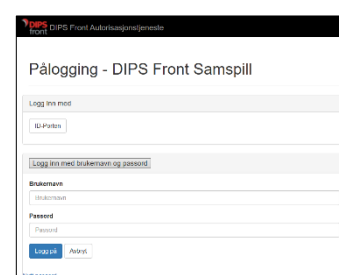 DIPS front DIPS Front Autorisasjonstjeneste
Pålogging - DIPS Front Samspill
Logg inn med
ID-Porten
Logg inn med brukernavn og passord
Brukernavn
Brukernavn
Passord
Passord
Logg på Avbryt